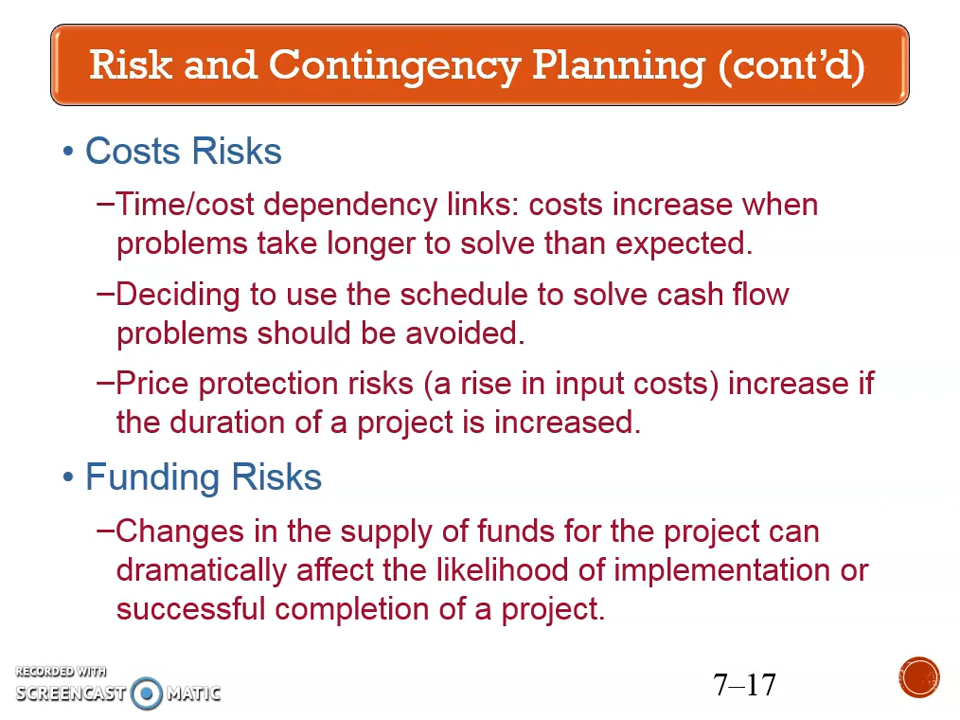 Risk and Contingency Planning (cont’d)
• Costs Risks
–Time/cost dependency links: costs increase when
problems take longer to solve than expected.
–Deciding to use the schedule to solve cash flow
problems should be avoided.
–Price protection risks (a rise in input costs) increase if
the duration of a project is increased.
• Funding Risks
–Changes in the supply of funds for the project can
dramatically affect the likelihood of implementation or
successful completion of a project.
RECORDED WITH
SCREENCAST MATIC
7–17